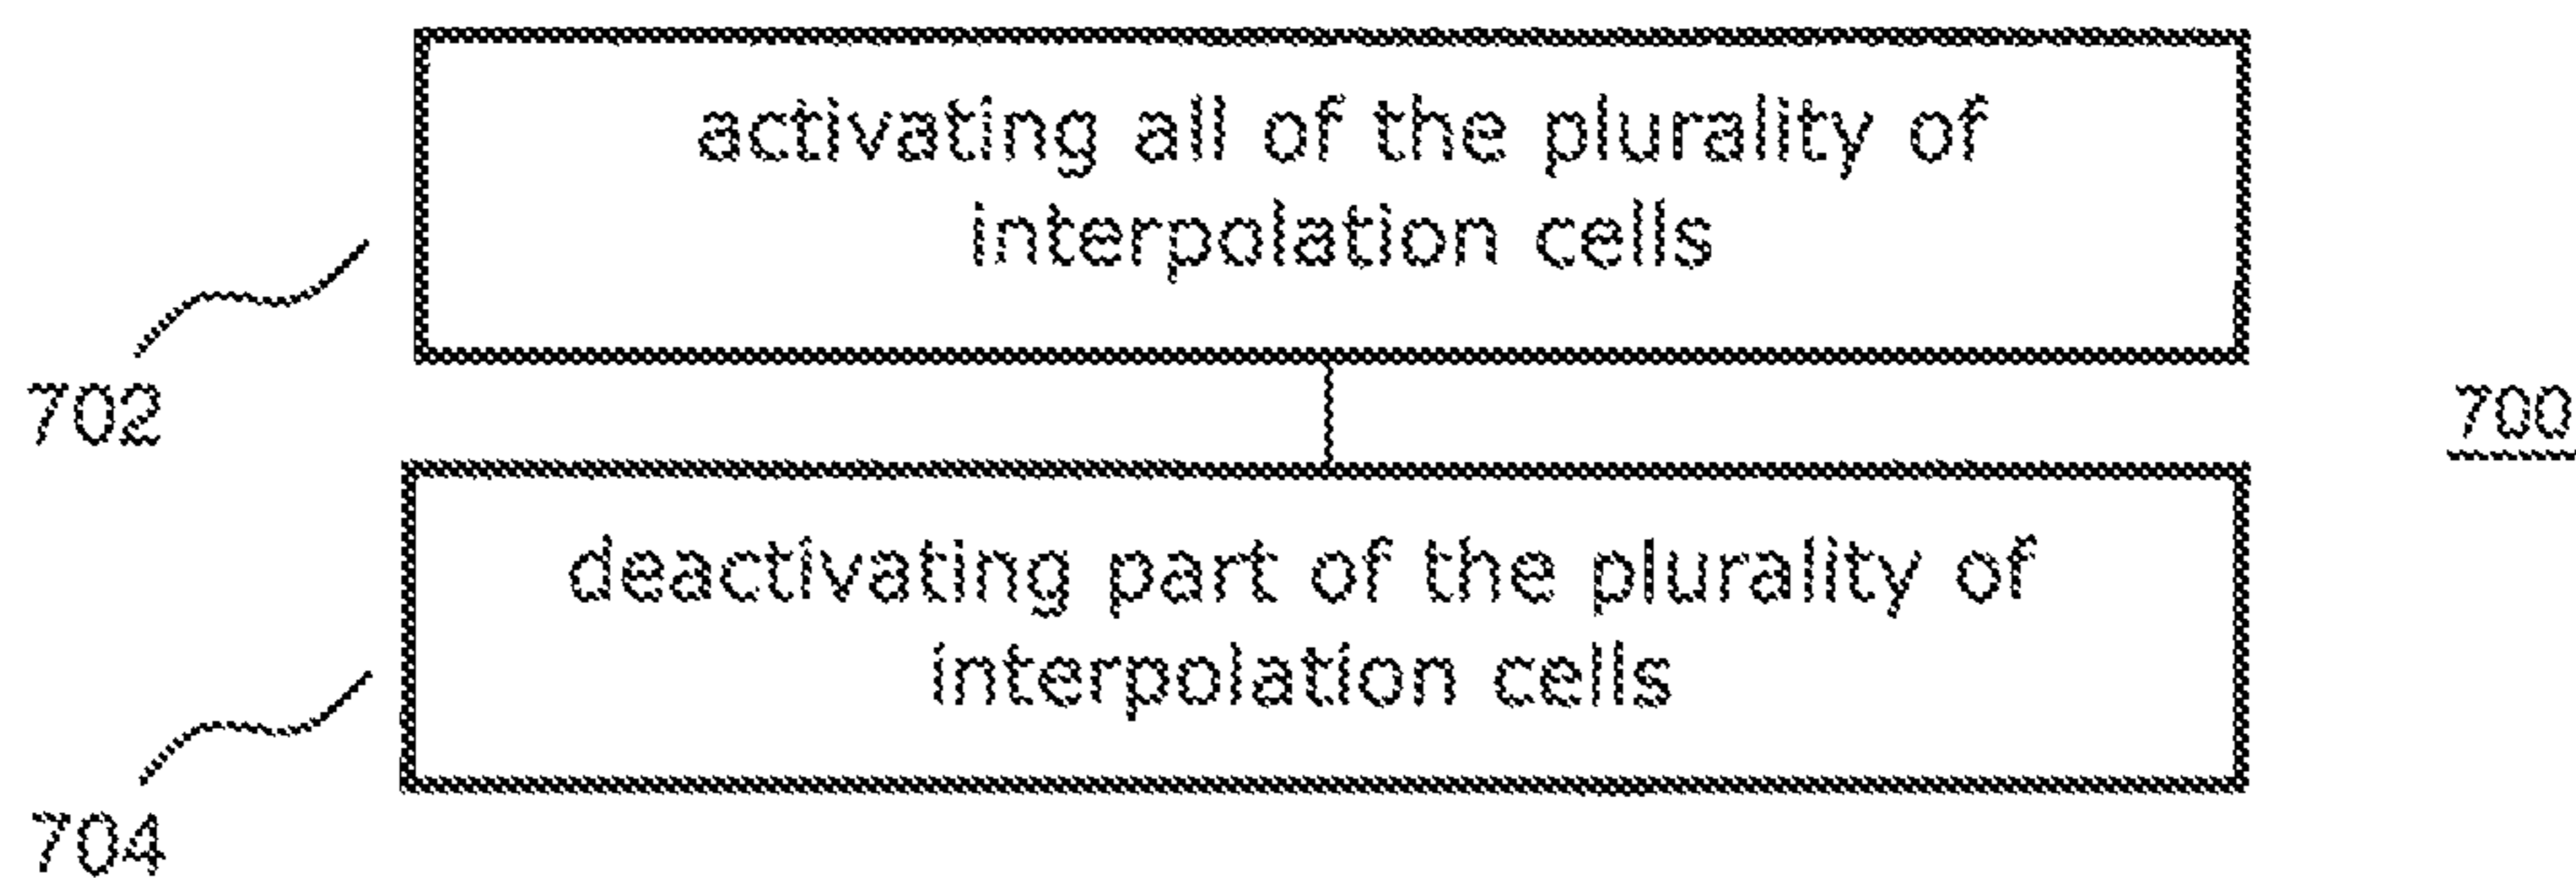 activating all of the plurality of
interpolation cells
702
700
deactivating part of the plurality of
interpolation cells
704